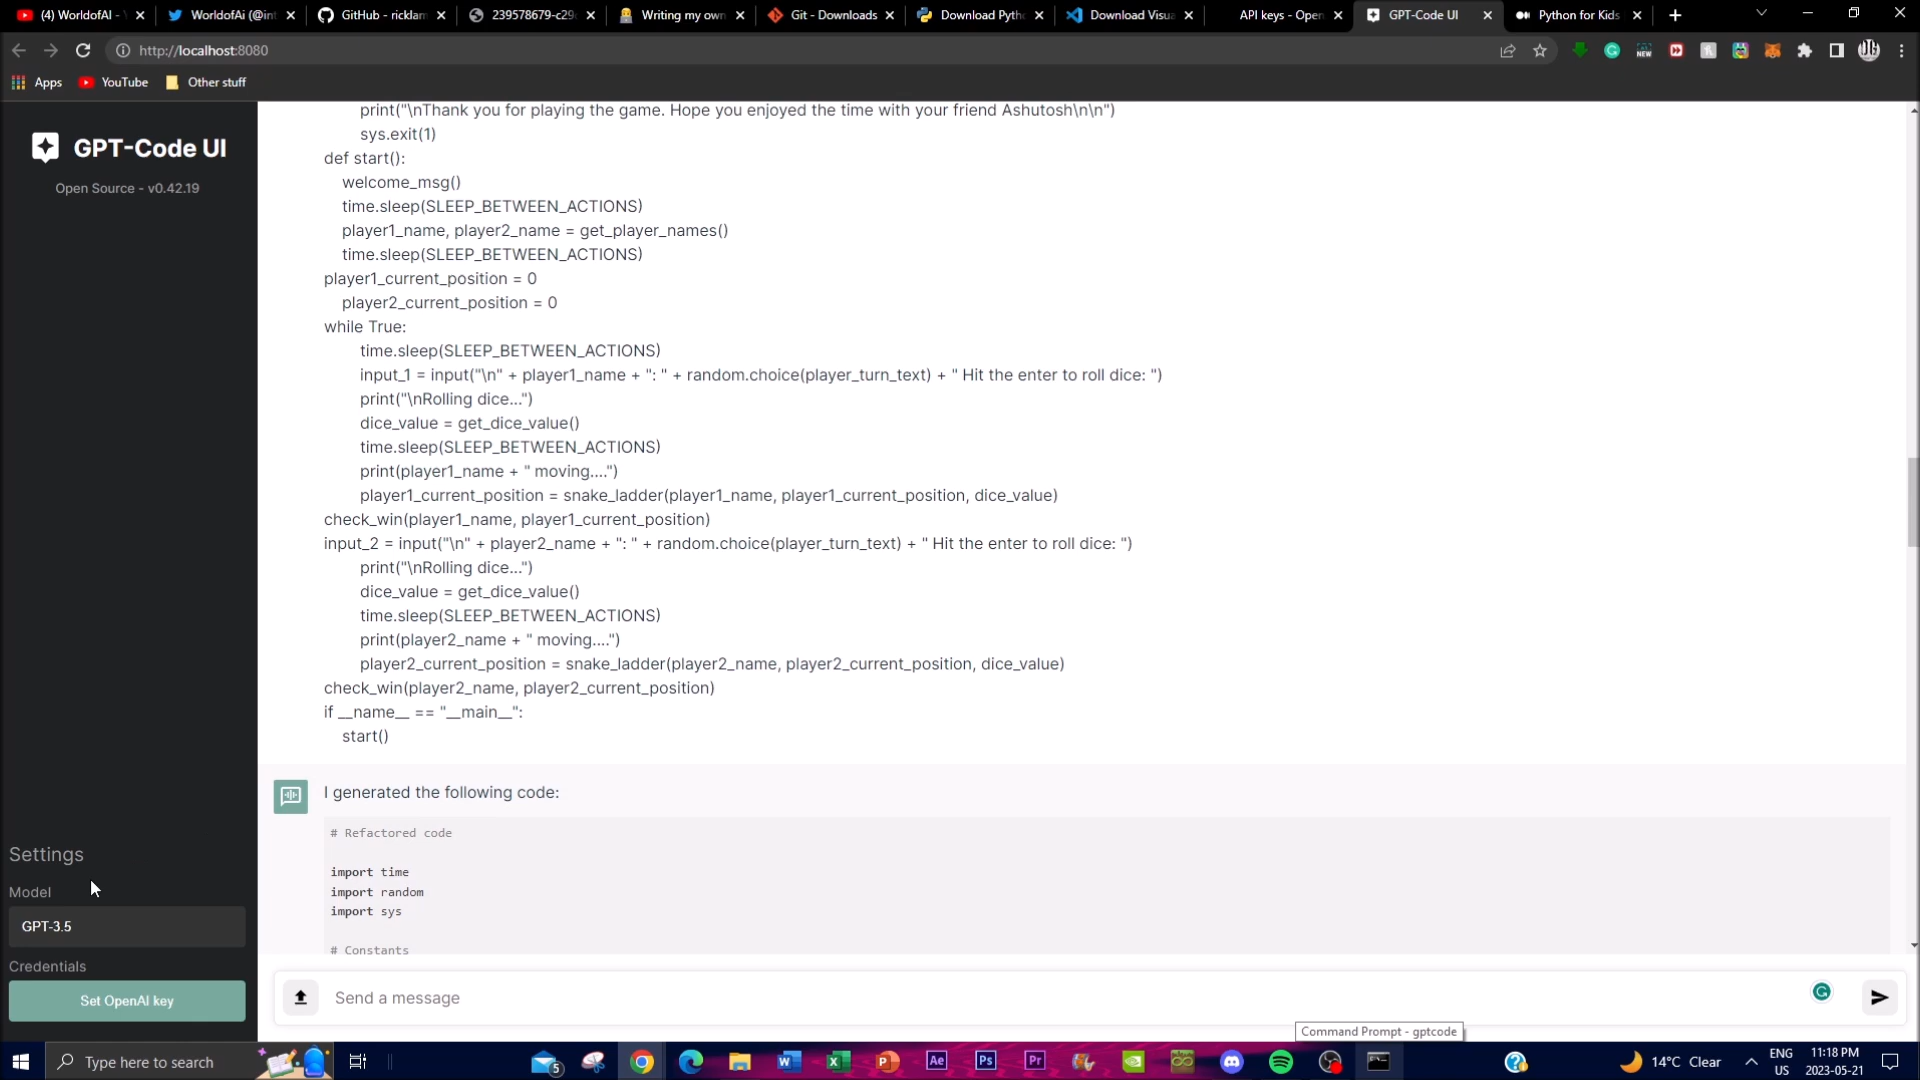 (4) WorldofAI -
WorldofAi (@int
GitHub - ricklam
239578679-c29
Writing my own
Git - Downloads
Download Pyth
Download Visua
API keys - Open
GPT-Code UI
Python for Kids
http://localhost:8080
NEW
Apps
YouTube
Other stuff
GPT-Code UI
Open Source - v0.42.19
print("\nThank you for playing the game. Hope you enjoyed the time with your friend Ashutosh\n\n")
sys.exit(1)
def start():
welcome_msg()
time.sleep(SLEEP_BETWEEN_ACTIONS)
player1_name, player2_name = get_player_names()
time.sleep(SLEEP_BETWEEN_ACTIONS)
player1_current_position = 0
player2_current_position = 0
while True:
time.sleep(SLEEP_BETWEEN_ACTIONS)
input_1 = input("\n" + player1_name + ": " + random.choice(player_turn_text) + " Hit the enter to roll dice: ")
print("\nRolling dice...")
dice_value = get_dice_value()
time.sleep(SLEEP_BETWEEN_ACTIONS)
print(player1_name + " moving....")
player1_current_position = snake_ladder(player1_name, player1_current_position, dice_value)
check_win(player1_name, player1_current_position)
input_2 = input("\n" + player2_name + ": " + random.choice(player_turn_text) + " Hit the enter to roll dice: ")
print("\nRolling dice...")
dice_value = get_dice_value()
time.sleep(SLEEP_BETWEEN_ACTIONS)
print(player2_name + " moving....")
player2_current_position = snake_ladder(player2_name, player2_current_position, dice_value)
check_win(player2_name, player2_current_position)
if __name__ == "__main__":
start()
I generated the following code:
# Refactored code
import time
import random
import sys
# Constants
Settings
Model
GPT-3.5
Credentials
Set OpenAI key
Send a message
Command Prompt - gptcode
Type here to search
5
Ae
Ps
Pr
14°C Clear
ENG
US
11:18 PM
2023-05-21